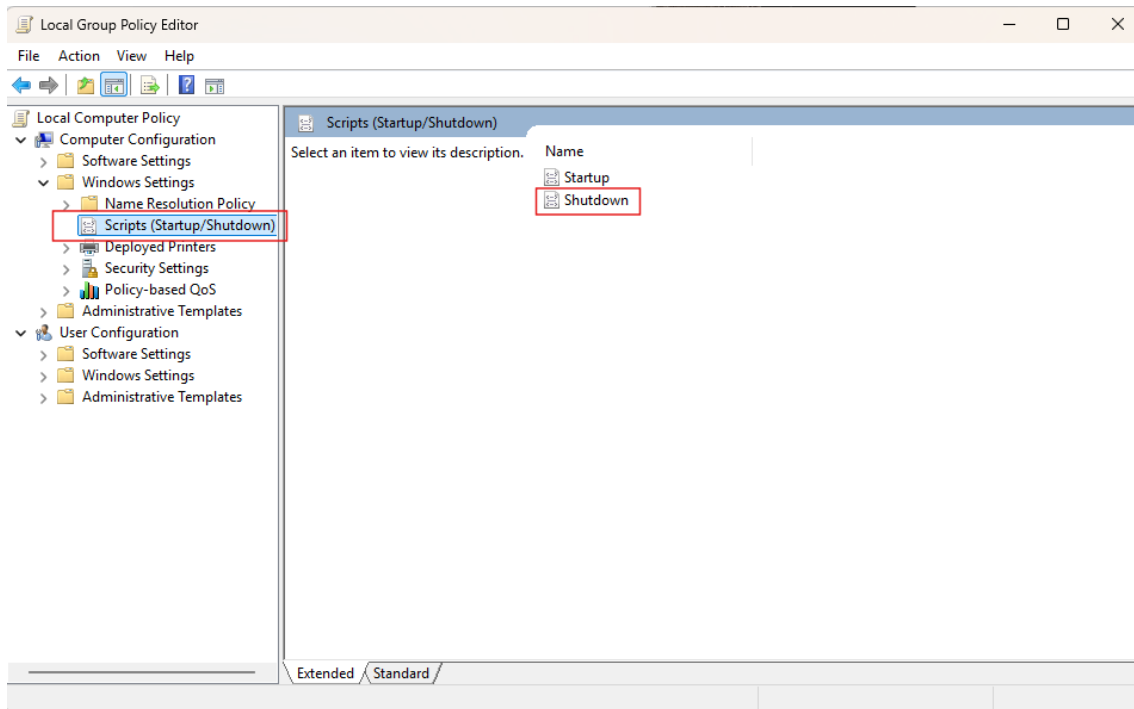 Local Group Policy Editor
File Action View Help
Local Computer Policy
Computer Configuration
Software Settings
Windows Settings
Name Resolution Policy
Scripts (Startup/Shutdown)
Deployed Printers
Security Settings
Policy-based QoS
Administrative Templates
User Configuration
Software Settings
Windows Settings
Administrative Templates
Scripts (Startup/Shutdown)
Select an item to view its description.
Name
Startup
Shutdown
Extended Standard